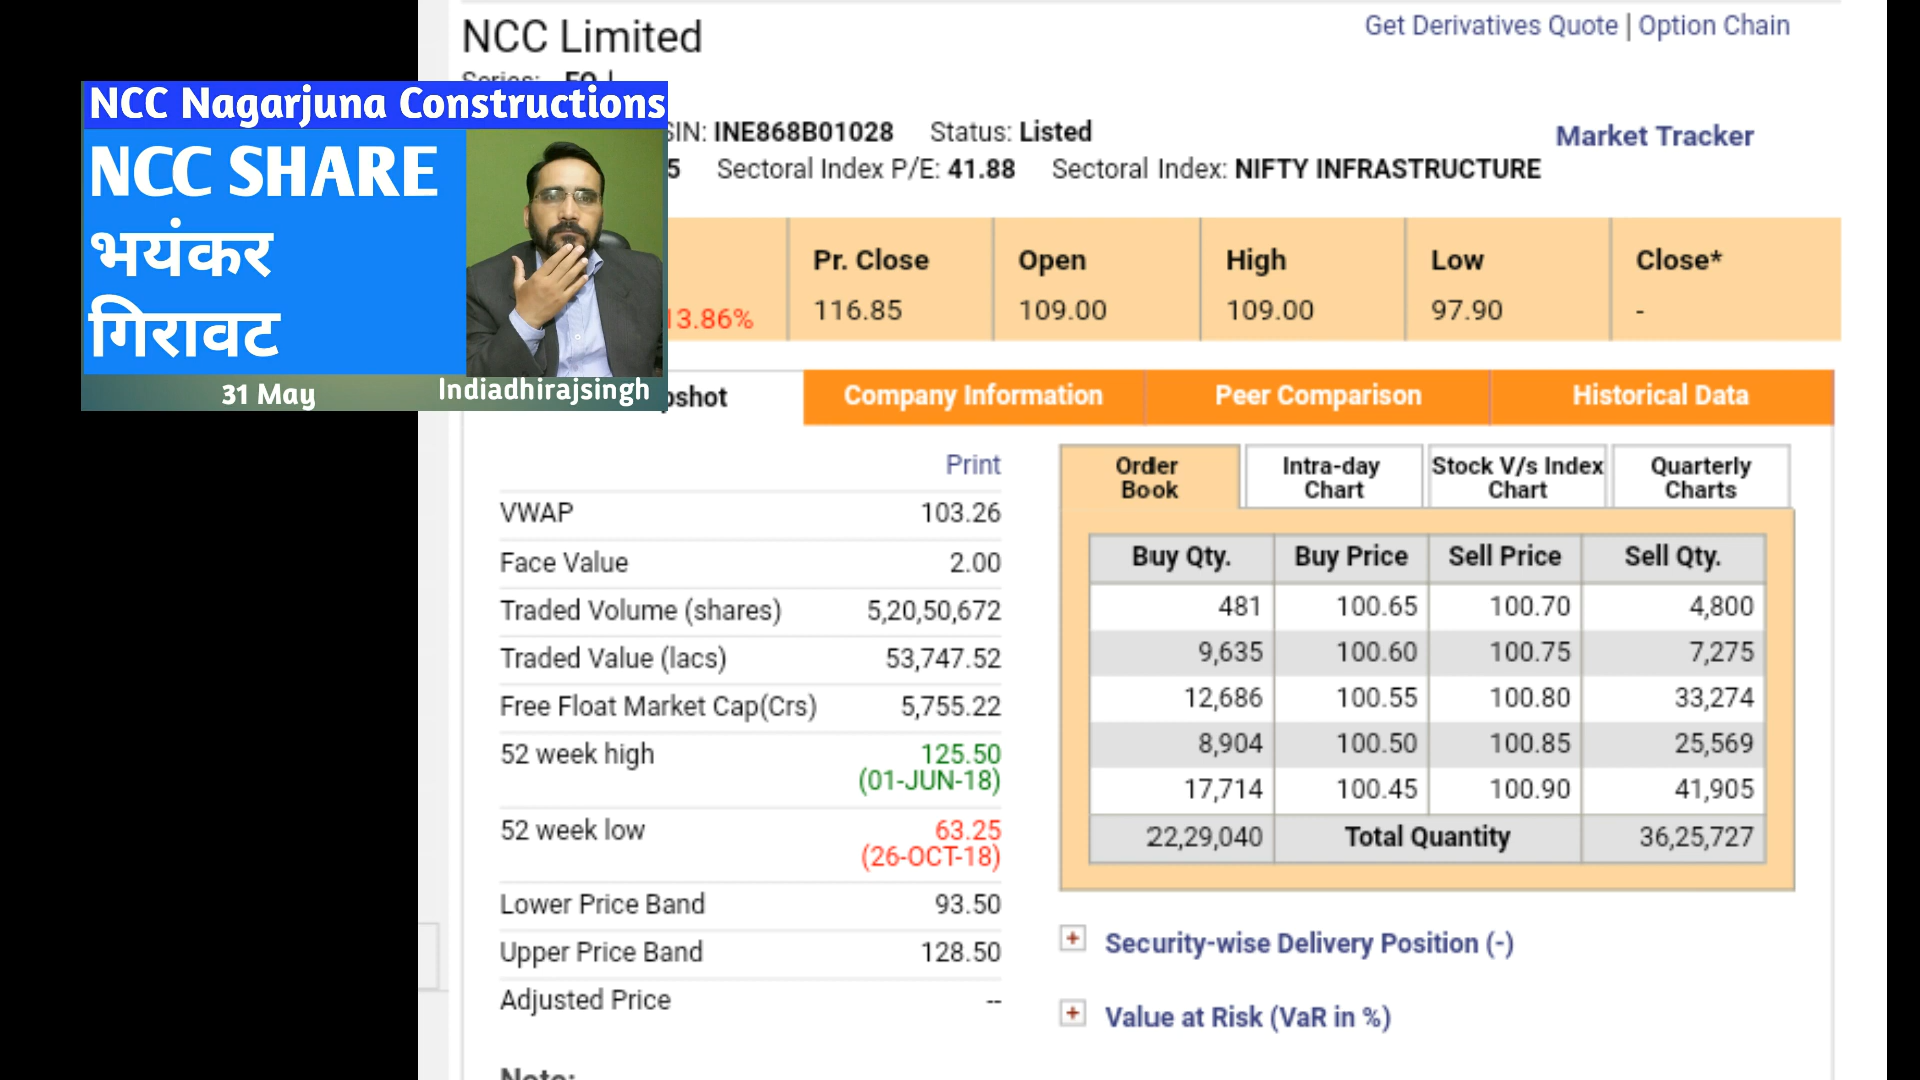 NCC Limited
Get Derivatives Quote | Option Chain
NCC Nagarjuna Constructions
NCC SHARE
भयंकर
गिरावट
31 May
Indiadhirajsingh
INE868B01028 Status: Listed
Market Tracker
5 Sectoral Index P/E: 41.88 Sectoral Index: NIFTY INFRASTRUCTURE
Pr. Close Open High Low Close*
13.86% 116.85 109.00 109.00 97.90 -
Company Information Peer Comparison Historical Data
Print
VWAP 103.26
Face Value 2.00
Traded Volume (shares) 5,20,50,672
Traded Value (lacs) 53,747.52
Free Float Market Cap(Crs) 5,755.22
52 week high 125.50
(01-JUN-18)
52 week low 63.25
(26-OCT-18)
Lower Price Band 93.50
Upper Price Band 128.50
Adjusted Price --
Order Book Intra-day Chart Stock V/s Index Chart Quarterly Charts
Buy Qty. Buy Price Sell Price Sell Qty.
481 100.65 100.70 4,800
9,635 100.60 100.75 7,275
12,686 100.55 100.80 33,274
8,904 100.50 100.85 25,569
17,714 100.45 100.90 41,905
22,29,040 Total Quantity 36,25,727
Security-wise Delivery Position (-)
Value at Risk (VaR in %)